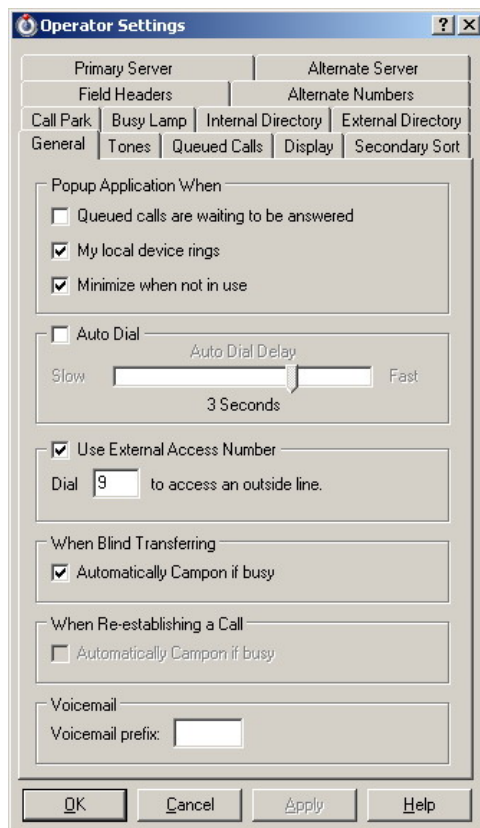 Operator Settings
Primary Server
Alternate Server
Field Headers
Alternate Numbers
Call Park
Busy Lamp
Internal Directory
External Directory
General
Tones
Queued Calls
Display
Secondary Sort
Popup Application When
Queued calls are waiting to be answered
My local device rings
Minimize when not in use
Auto Dial
Auto Dial Delay
Slow
Fast
3 Seconds
Use External Access Number
Dial 9 to access an outside line.
When Blind Transferring
Automatically Campon if busy
When Re-establishing a Call
Automatically Campon if busy
Voicemail
Voicemail prefix:
OK
Cancel
Apply
Help